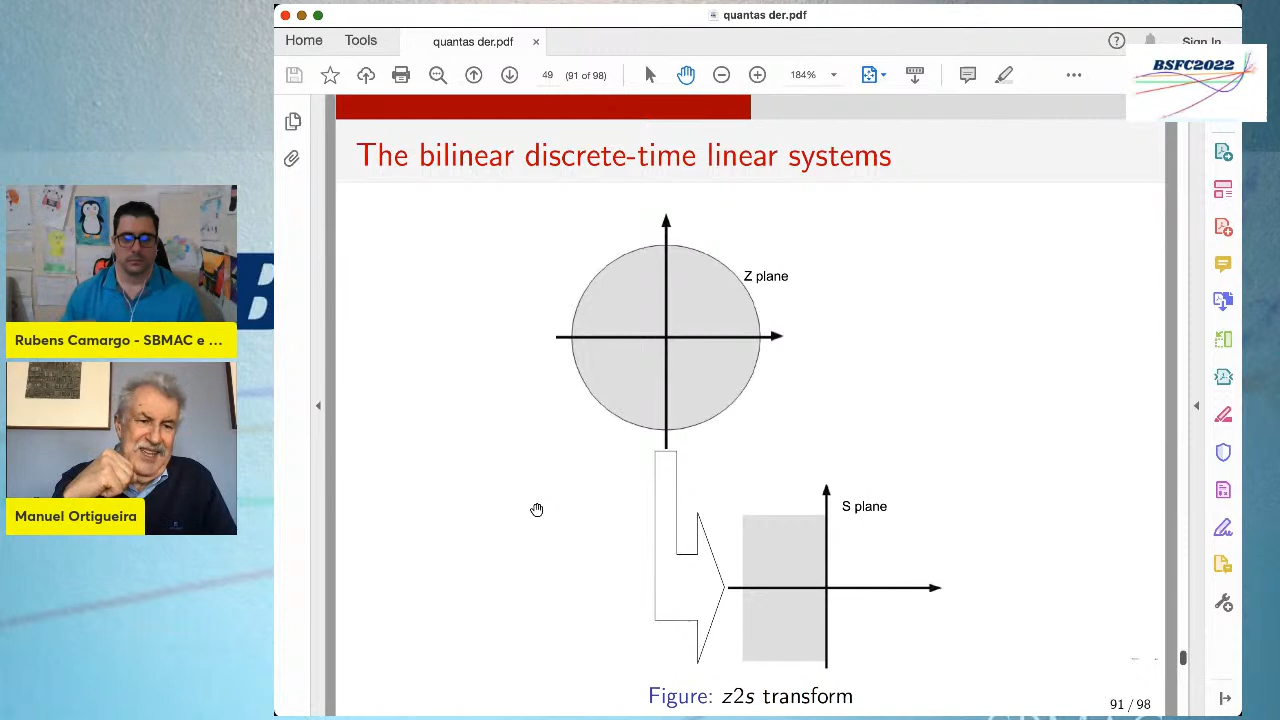 quantas der.pdf
Home
Tools
quantas der.pdf
Sign In
(91 of 98)
184%
BSFC2022
The bilinear discrete-time linear systems
Z plane
S plane
Figure: z2s transform
91 / 98
Rubens Camargo - SBMAC e ...
Manuel Ortigueira